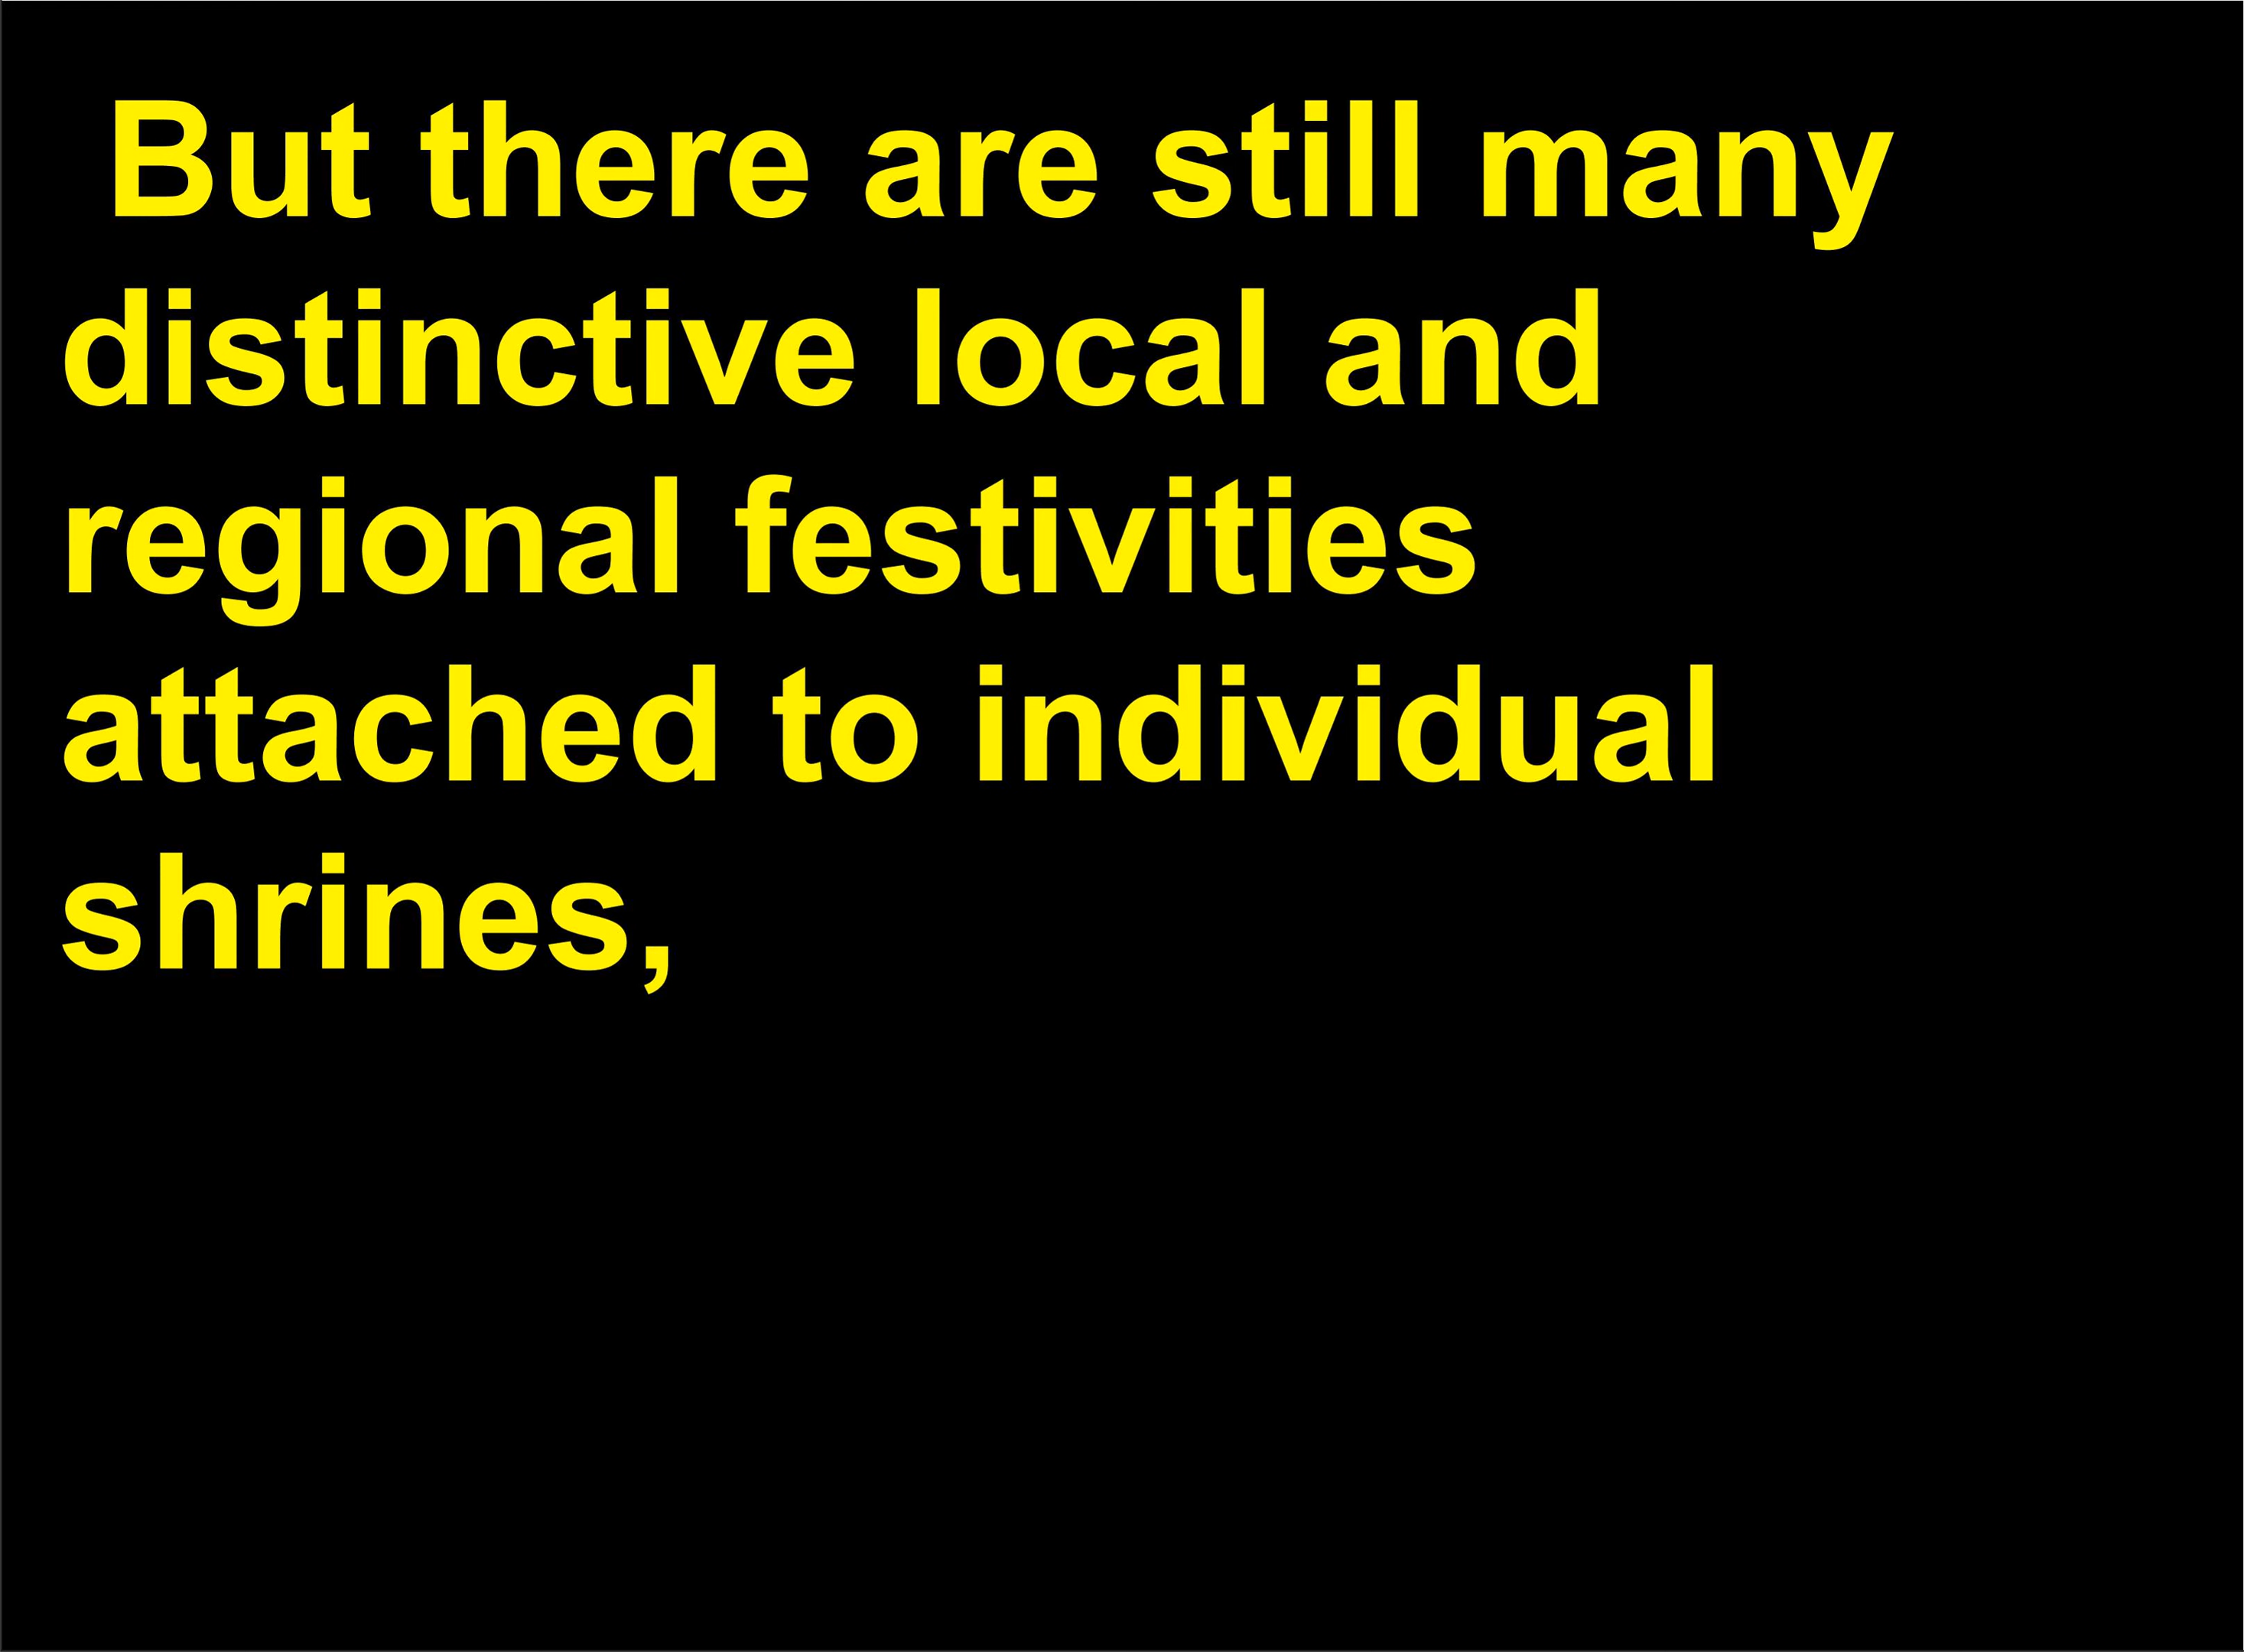 But there are still many
distinctive local and
regional festivities
attached to individual
shrines,